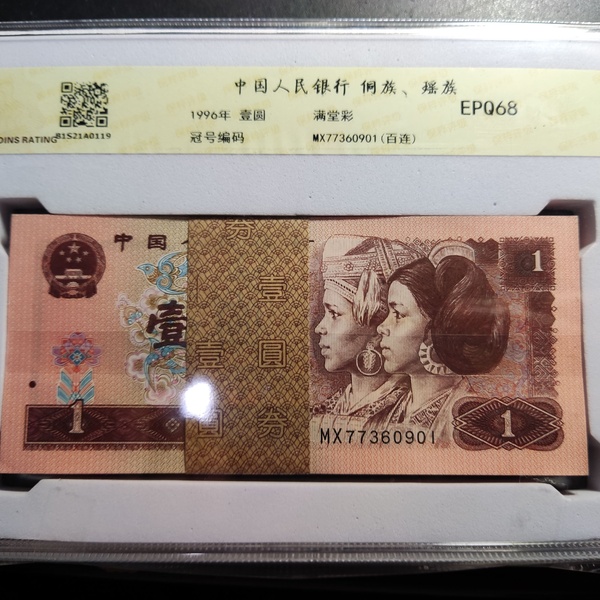 中国人民银行 侗族、瑶族
1996年 壹圆 满堂彩 EPQ68
冠号编码 MX77360901(百连)
OINS RATING
B1S21A0119
中国人
券
壹
壹 圆
圆 券
壹
1
1
1
MX77360901